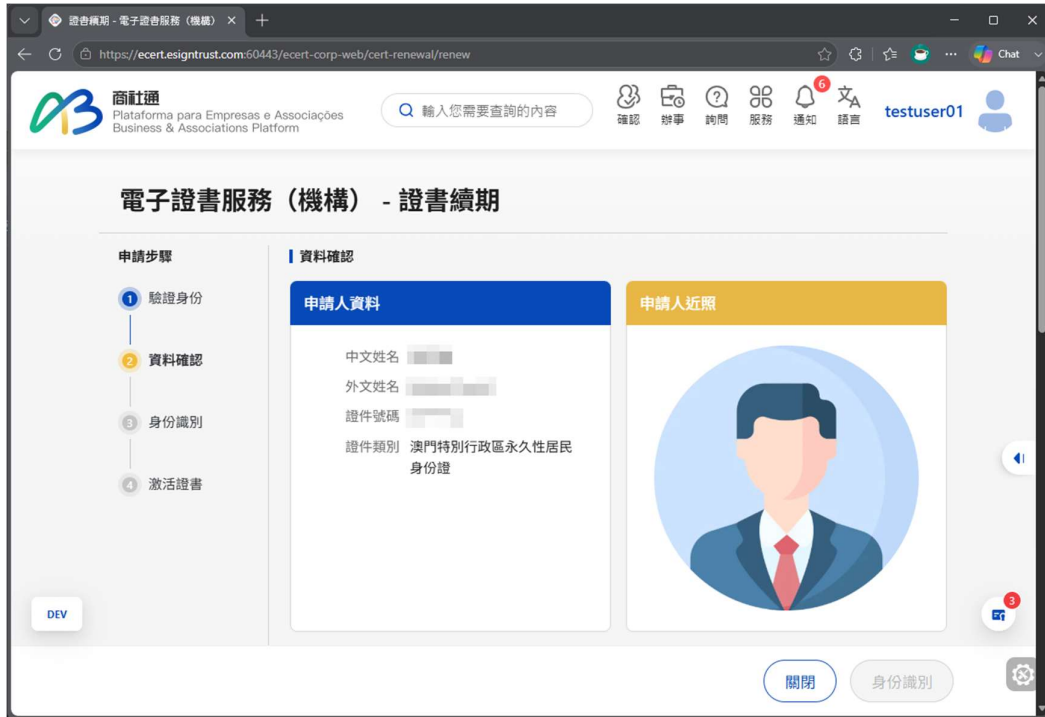 證書續期 - 電子證書服務（機構）
https://ecert.esigntrust.com:60443/ecert-corp-web/cert-renewal/renew
Chat
商社通
Plataforma para Empresas e Associações
Business & Associations Platform
輸入您需要查詢的內容
確認
辦事
詢問
服務
6
通知
文A
語言
testuser01
電子證書服務（機構） - 證書續期
申請步驟
1 驗證身份
2 資料確認
3 身份識別
4 激活證書
資料確認
申請人資料
中文姓名
外文姓名
證件號碼
證件類別 澳門特別行政區永久性居民
身份證
申請人近照
DEV
3
關閉
身份識別